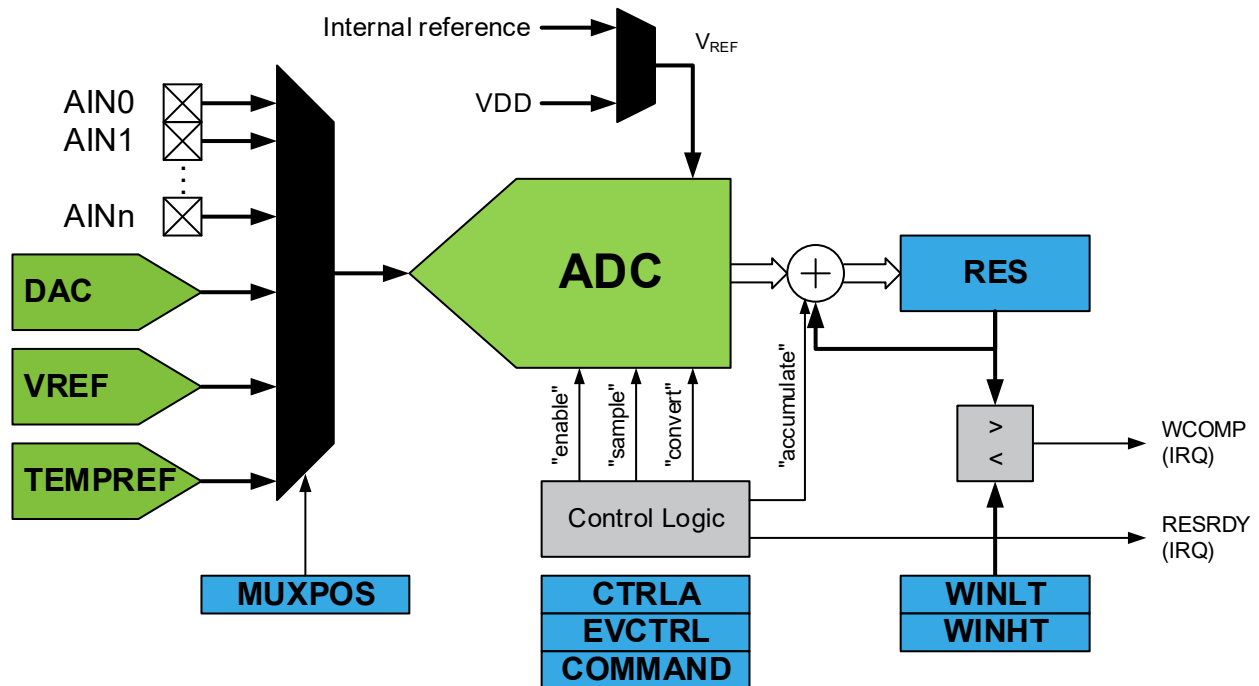 Internal reference
VREF
VDD
AIN0
AIN1
AINn
DAC
VREF
TEMPREF
ADC
+
RES
"enable"
"sample"
"convert"
"accumulate"
>
<
WCOMP
(IRQ)
Control Logic
RESRDY
(IRQ)
MUXPOS
CTRLA
EVCTRL
COMMAND
WINLT
WINHT